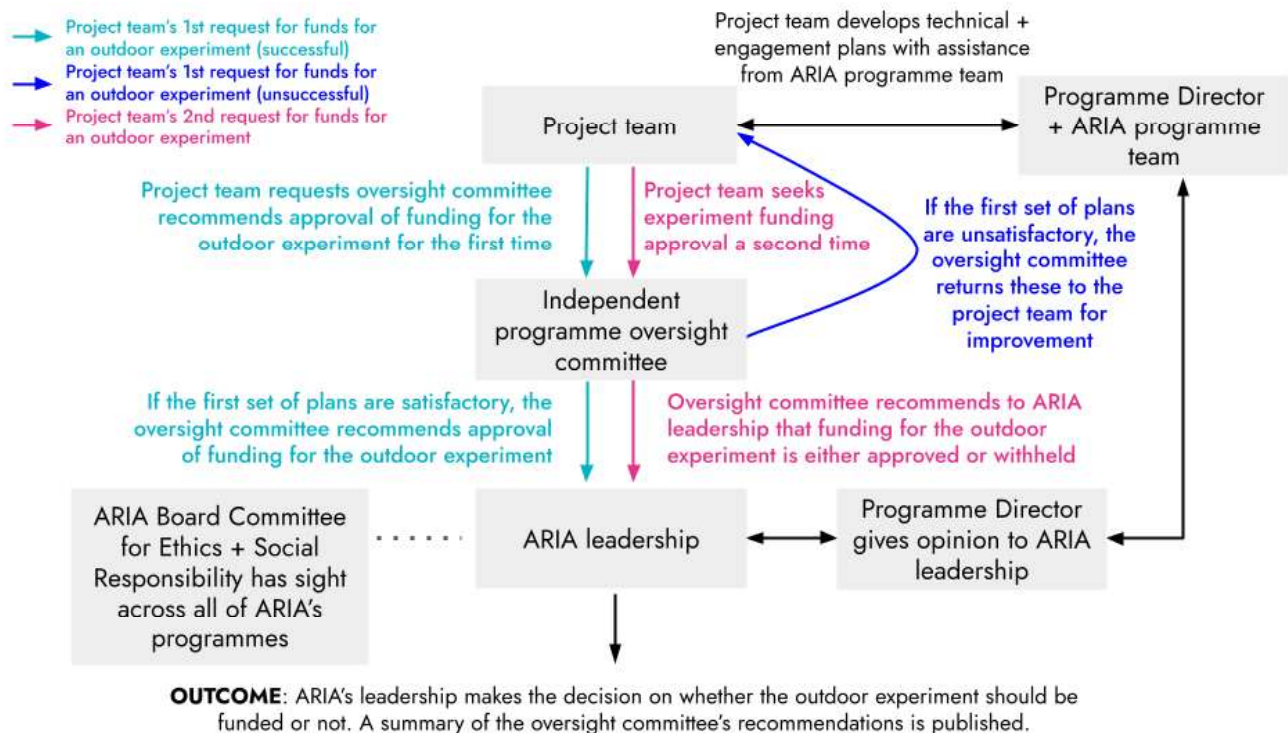 Project team's 1st request for funds for
an outdoor experiment (successful)
Project team's 1st request for funds for
an outdoor experiment (unsuccessful)
Project team's 2nd request for funds for
an outdoor experiment
Project team develops technical +
engagement plans with assistance
from ARIA programme team
Project team
Programme Director
+ ARIA programme
team
Project team requests oversight committee
recommends approval of funding for the
outdoor experiment for the first time
Project team seeks
experiment funding
approval a second time
If the first set of plans
are unsatisfactory, the
oversight committee
returns these to the
project team for
improvement
Independent
programme oversight
committee
If the first set of plans are satisfactory, the
oversight committee recommends approval
of funding for the outdoor experiment
Oversight committee recommends to ARIA
leadership that funding for the outdoor
experiment is either approved or withheld
ARIA Board Committee
for Ethics + Social
Responsibility has sight
across all of ARIA's
programmes
ARIA leadership
Programme Director
gives opinion to ARIA
leadership
OUTCOME: ARIA's leadership makes the decision on whether the outdoor experiment should be
funded or not. A summary of the oversight committee's recommendations is published.